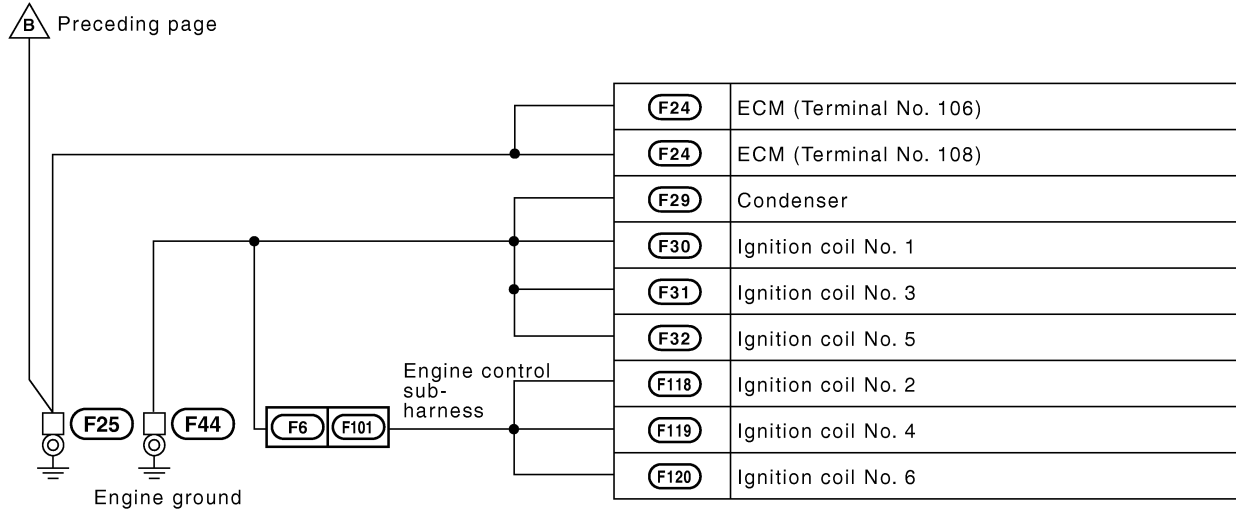 B Preceding page
F24 ECM (Terminal No. 106)
F24 ECM (Terminal No. 108)
F29 Condenser
F30 Ignition coil No. 1
F31 Ignition coil No. 3
F32 Ignition coil No. 5
Engine control
sub-
harness
F118 Ignition coil No. 2
F25 F44 F6 F101
F119 Ignition coil No. 4
F120 Ignition coil No. 6
Engine ground